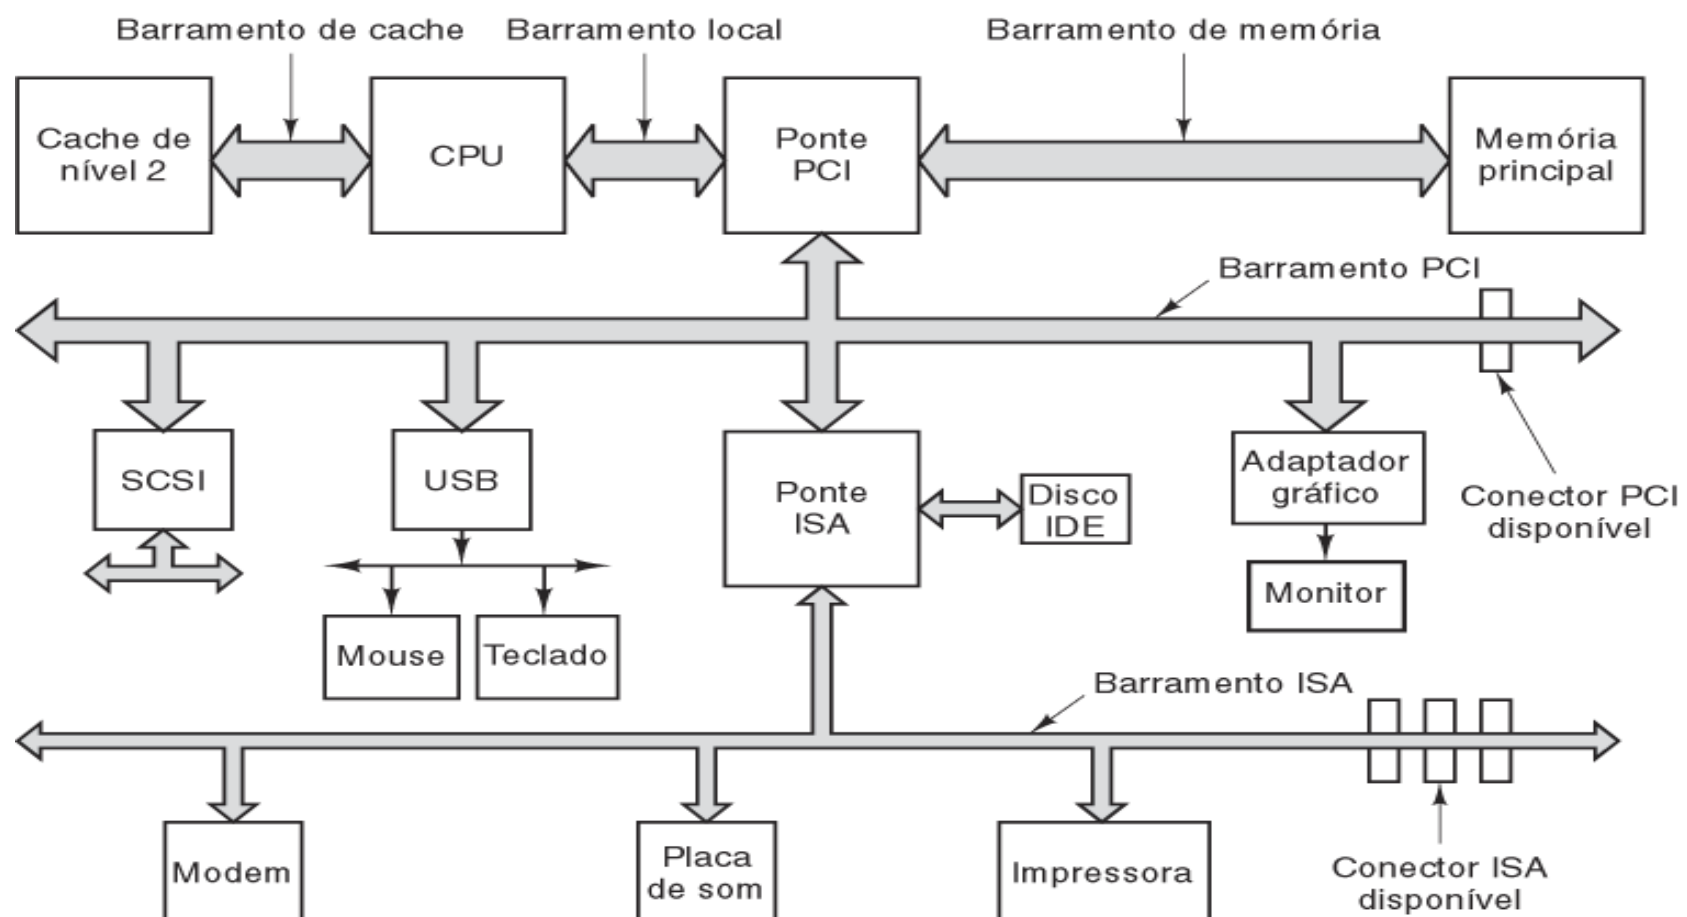 Barramento de cache
Barramento local
Barramento de memória
Cache de
nível 2
CPU
Ponte
PCI
Memória
principal
Barramento PCI
SCSI
USB
Ponte
ISA
Disco
IDE
Adaptador
gráfico
Conector PCI
disponível
Monitor
Mouse
Teclado
Barramento ISA
Modem
Placa
de som
Impressora
Conector ISA
disponível